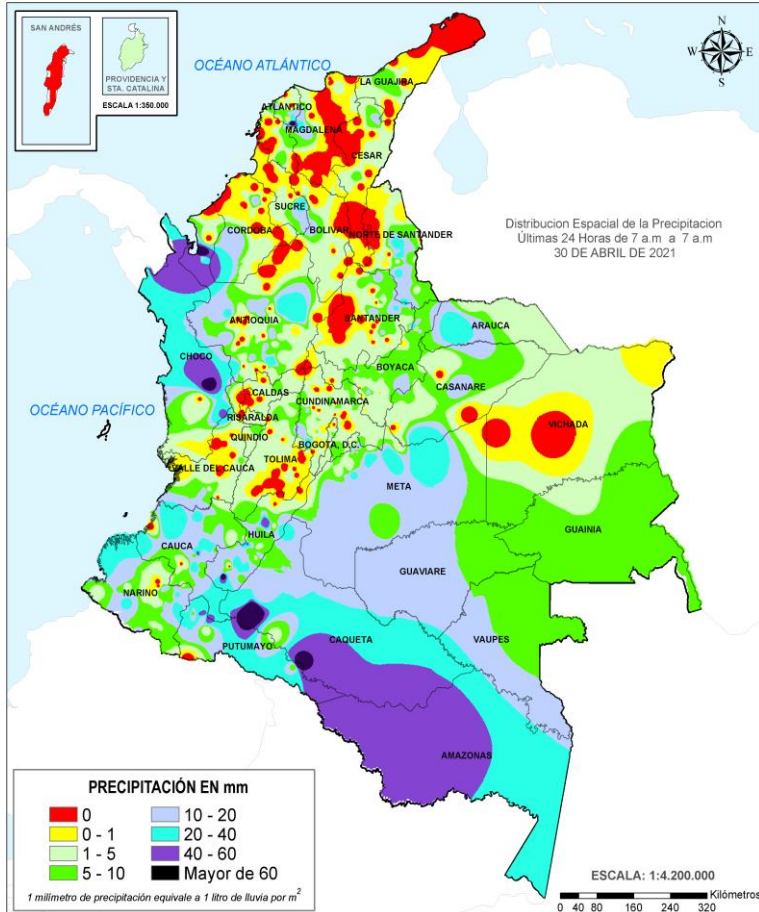 SAN ANDRÉS
PROVIDENCIA Y
STA. CATALINA
ESCALA 1:350.000
OCÉANO ATLÁNTICO
N
W E
S
LA GUAJIRA
ATLÁNTICO
MAGDALENA
CESAR
SUCRE
CORDOBA
BOLIVAR
NORTE DE SANTANDER
Distribucion Espacial de la Precipitacion
Últimas 24 Horas de 7 a.m a 7 a.m
30 DE ABRIL DE 2021
ANTIOQUIA
SANTANDER
ARAUCA
CHOCO
BOYACA
CASANARE
CALDAS
CUNDINAMARCA
OCÉANO PACÍFICO
RISARALDA
VICHADA
QUINDIO
BOGOTA, D.C.
VALLE DEL CAUCA
TOLIMA
META
GUAINIA
HUILA
CAUCA
GUAVIARE
NARINO
CAQUETA
VAUPES
PUTUMAYO
AMAZONAS
PRECIPITACIÓN EN mm
0
0 - 1
1 - 5
5 - 10
10 - 20
20 - 40
40 - 60
Mayor de 60
1 milímetro de precipitación equivale a 1 litro de lluvia por m²
ESCALA: 1:4.200.000
Kilómetros
0 40 80 160 240 320